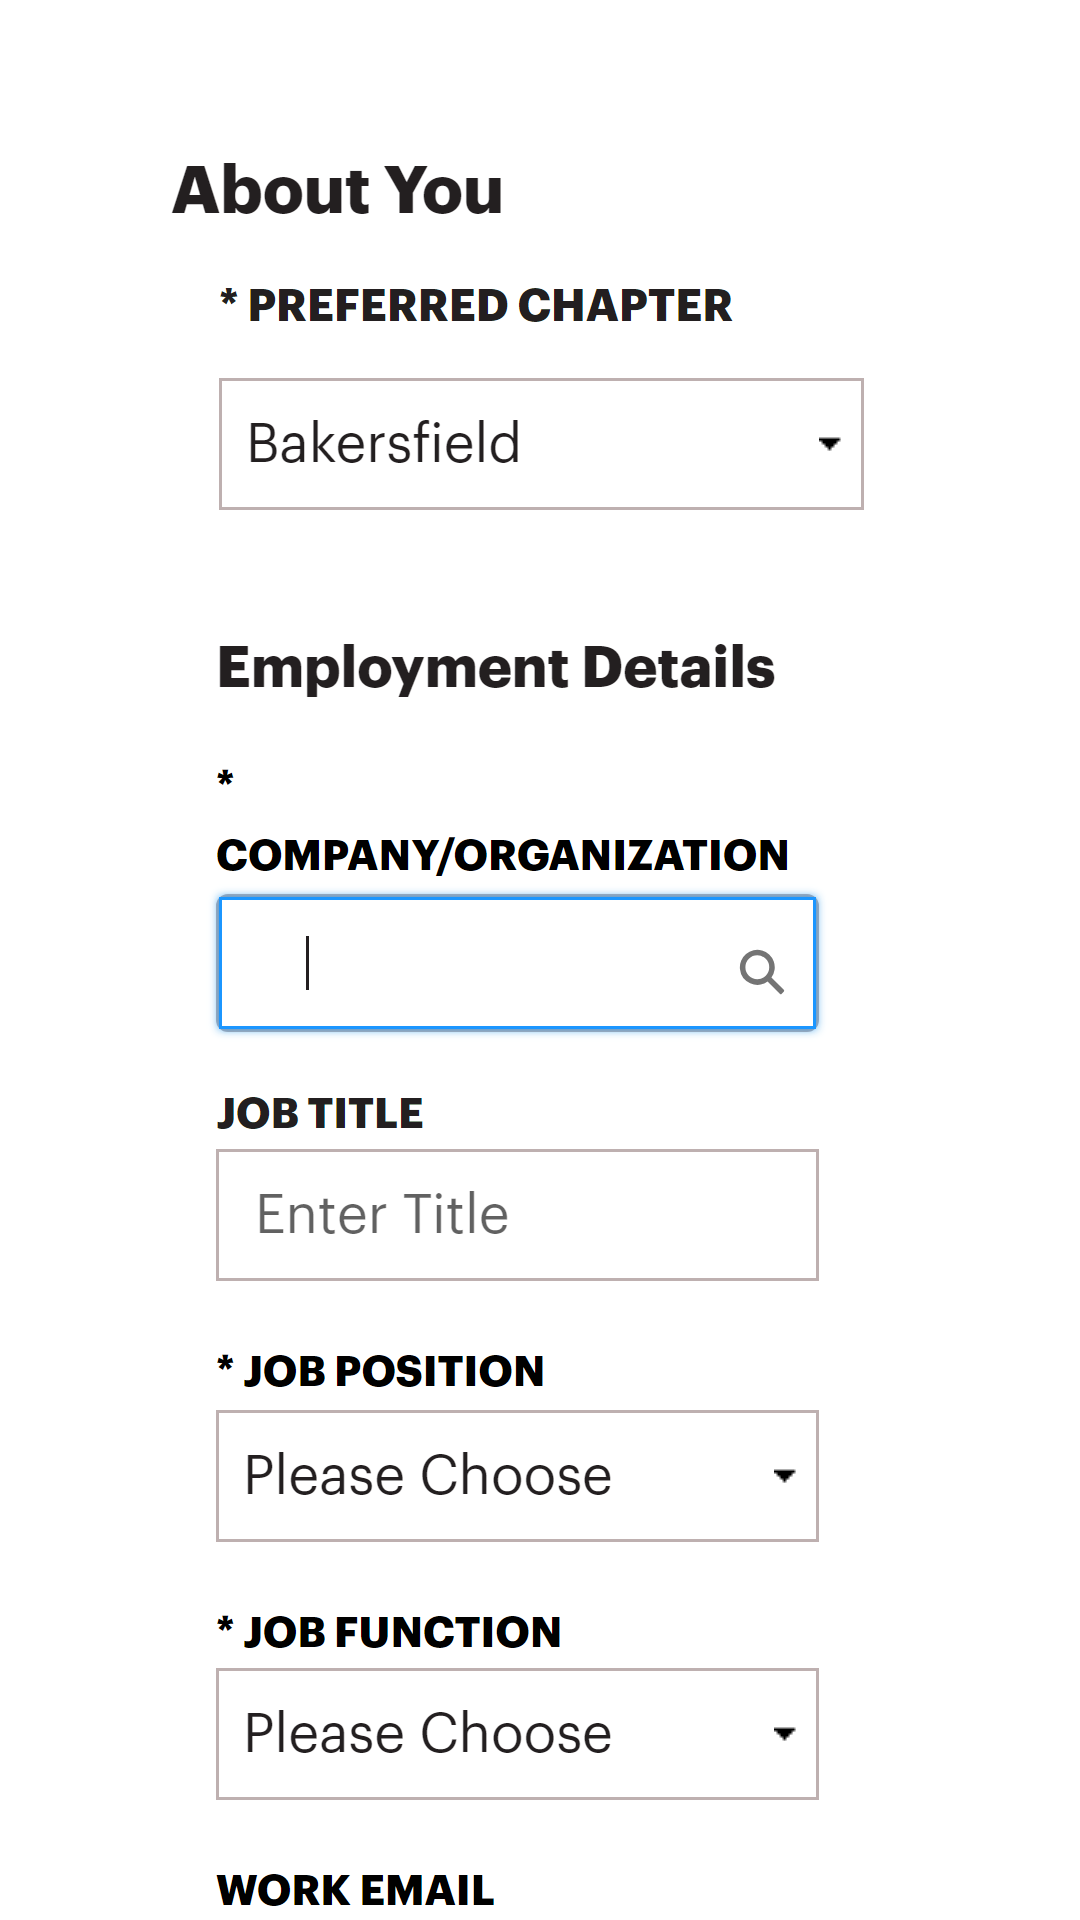 About You
* PREFERRED CHAPTER
Bakersfield
Employment Details
*
COMPANY/ORGANIZATION
JOB TITLE
Enter Title
* JOB POSITION
Please Choose
* JOB FUNCTION
Please Choose
WORK EMAIL